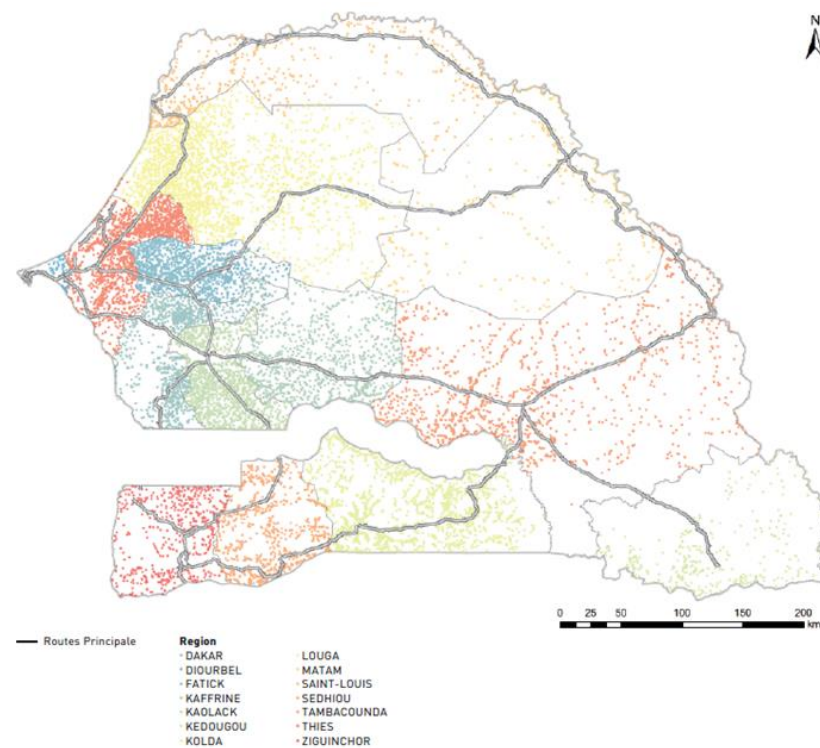 N
0 25 50 100 150 200
km
Routes Principale
Region
DAKAR
DIOURBEL
FATICK
KAFFRINE
KAOLACK
KEDOUGOU
KOLDA
LOUGA
MATAM
SAINT-LOUIS
SEDHIOU
TAMBACOUNDA
THIES
ZIGUINCHOR